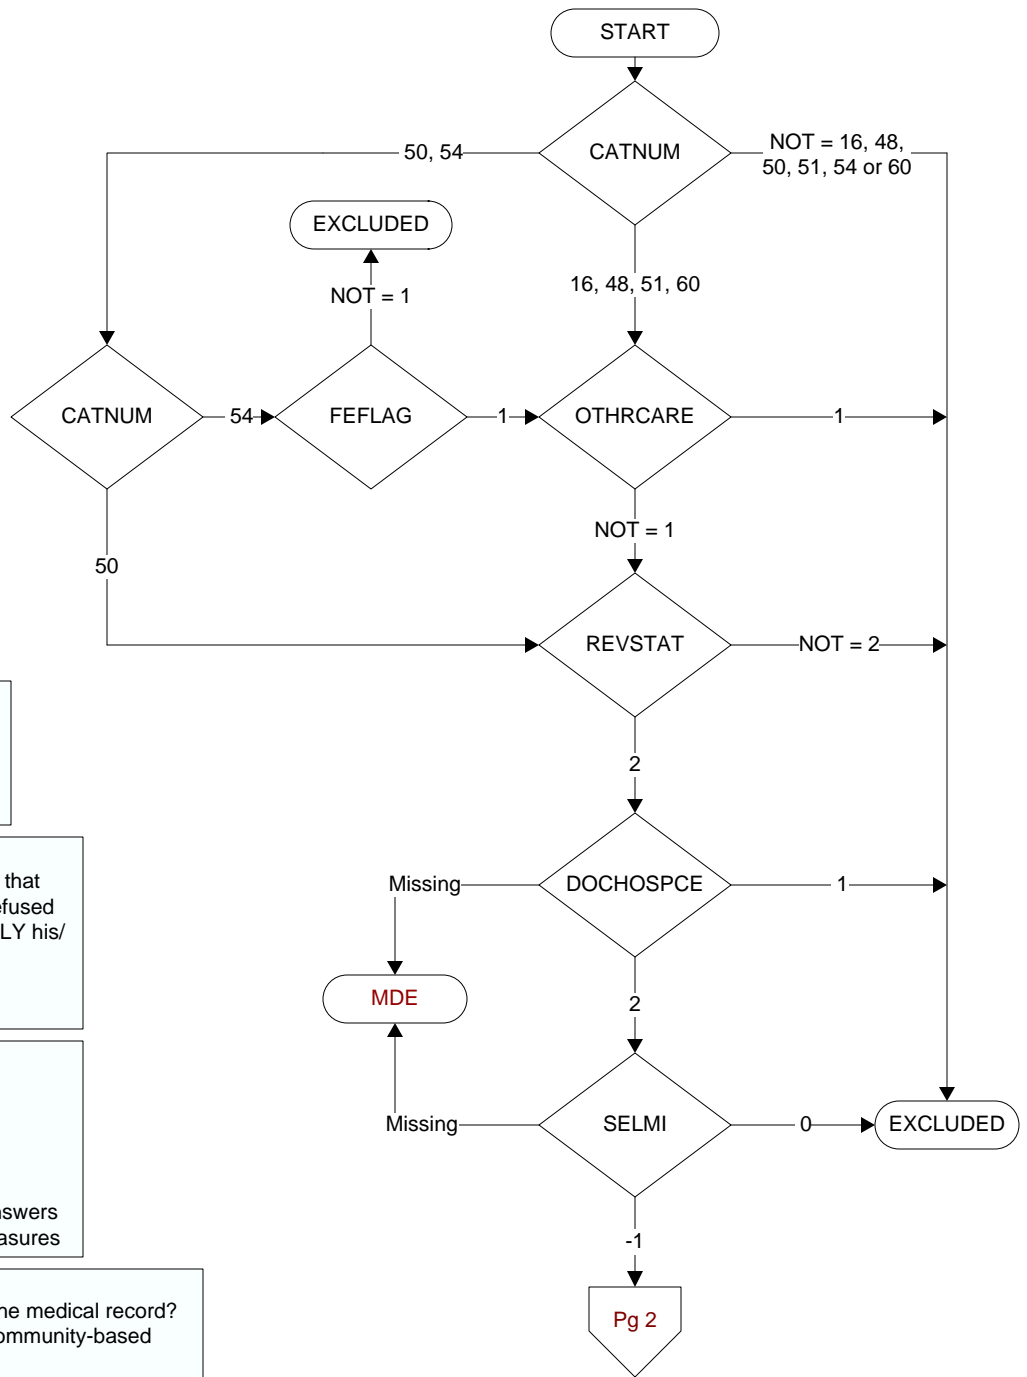 START
CATNUM
50, 54
NOT = 16, 48,
50, 51, 54 or 60
EXCLUDED
NOT = 1
16, 48, 51, 60
CATNUM
54
FEFLAG
1
OTHRCARE
1
NOT = 1
50
REVSTAT
NOT = 2
2
Missing
DOCHOSPCE
1
that
efused
LY his/
MDE
2
Missing
SELMI
0
EXCLUDED
nswers
asures
-1
he medical record?
ommunity-based
Pg 2